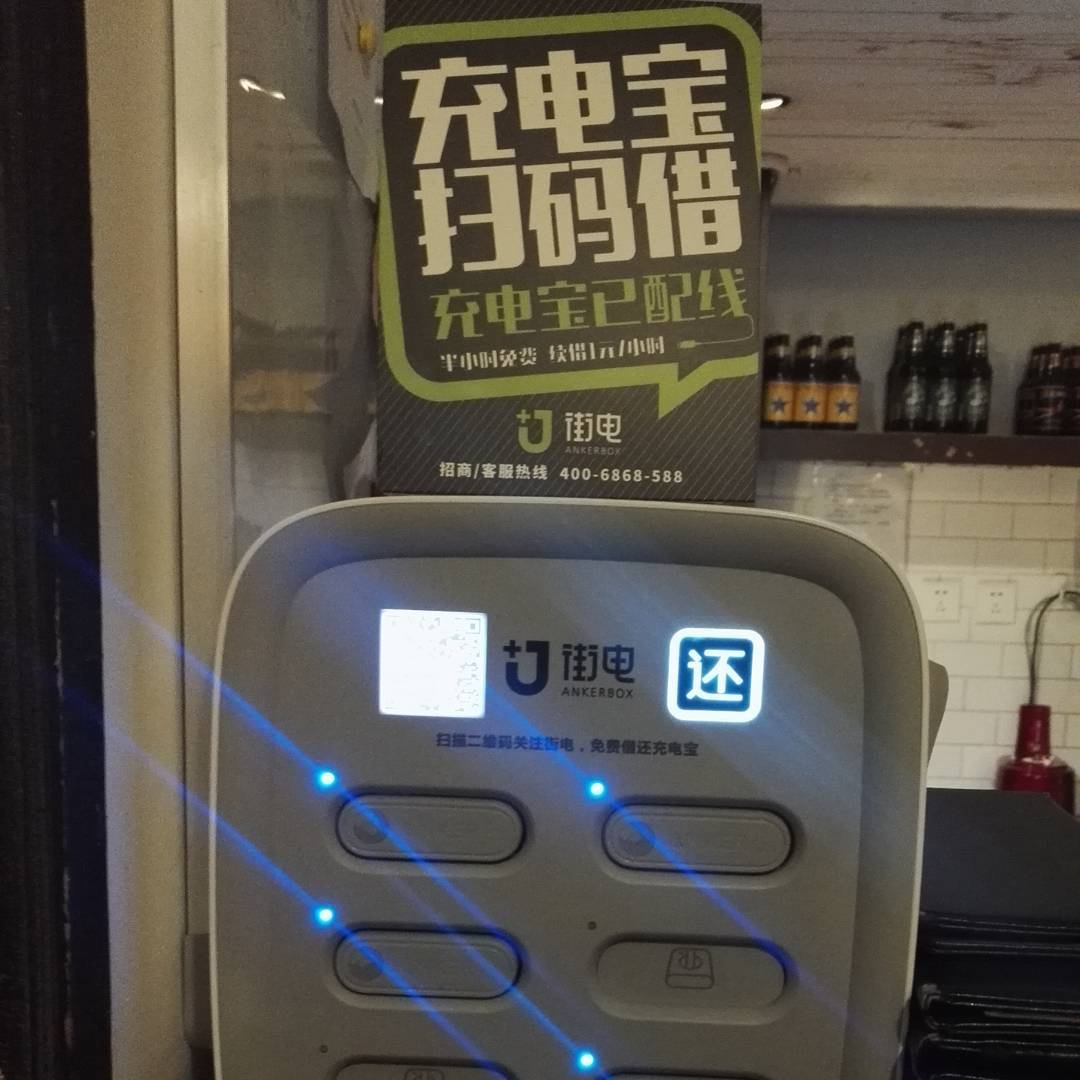 充电宝
扫码借
充电宝已配线
半小时免费 续借1元/小时
街电
ANKERBOX
招商/客服热线 400-6868-588
街电
ANKERBOX
还
扫描二维码关注街电，免费借还充电宝